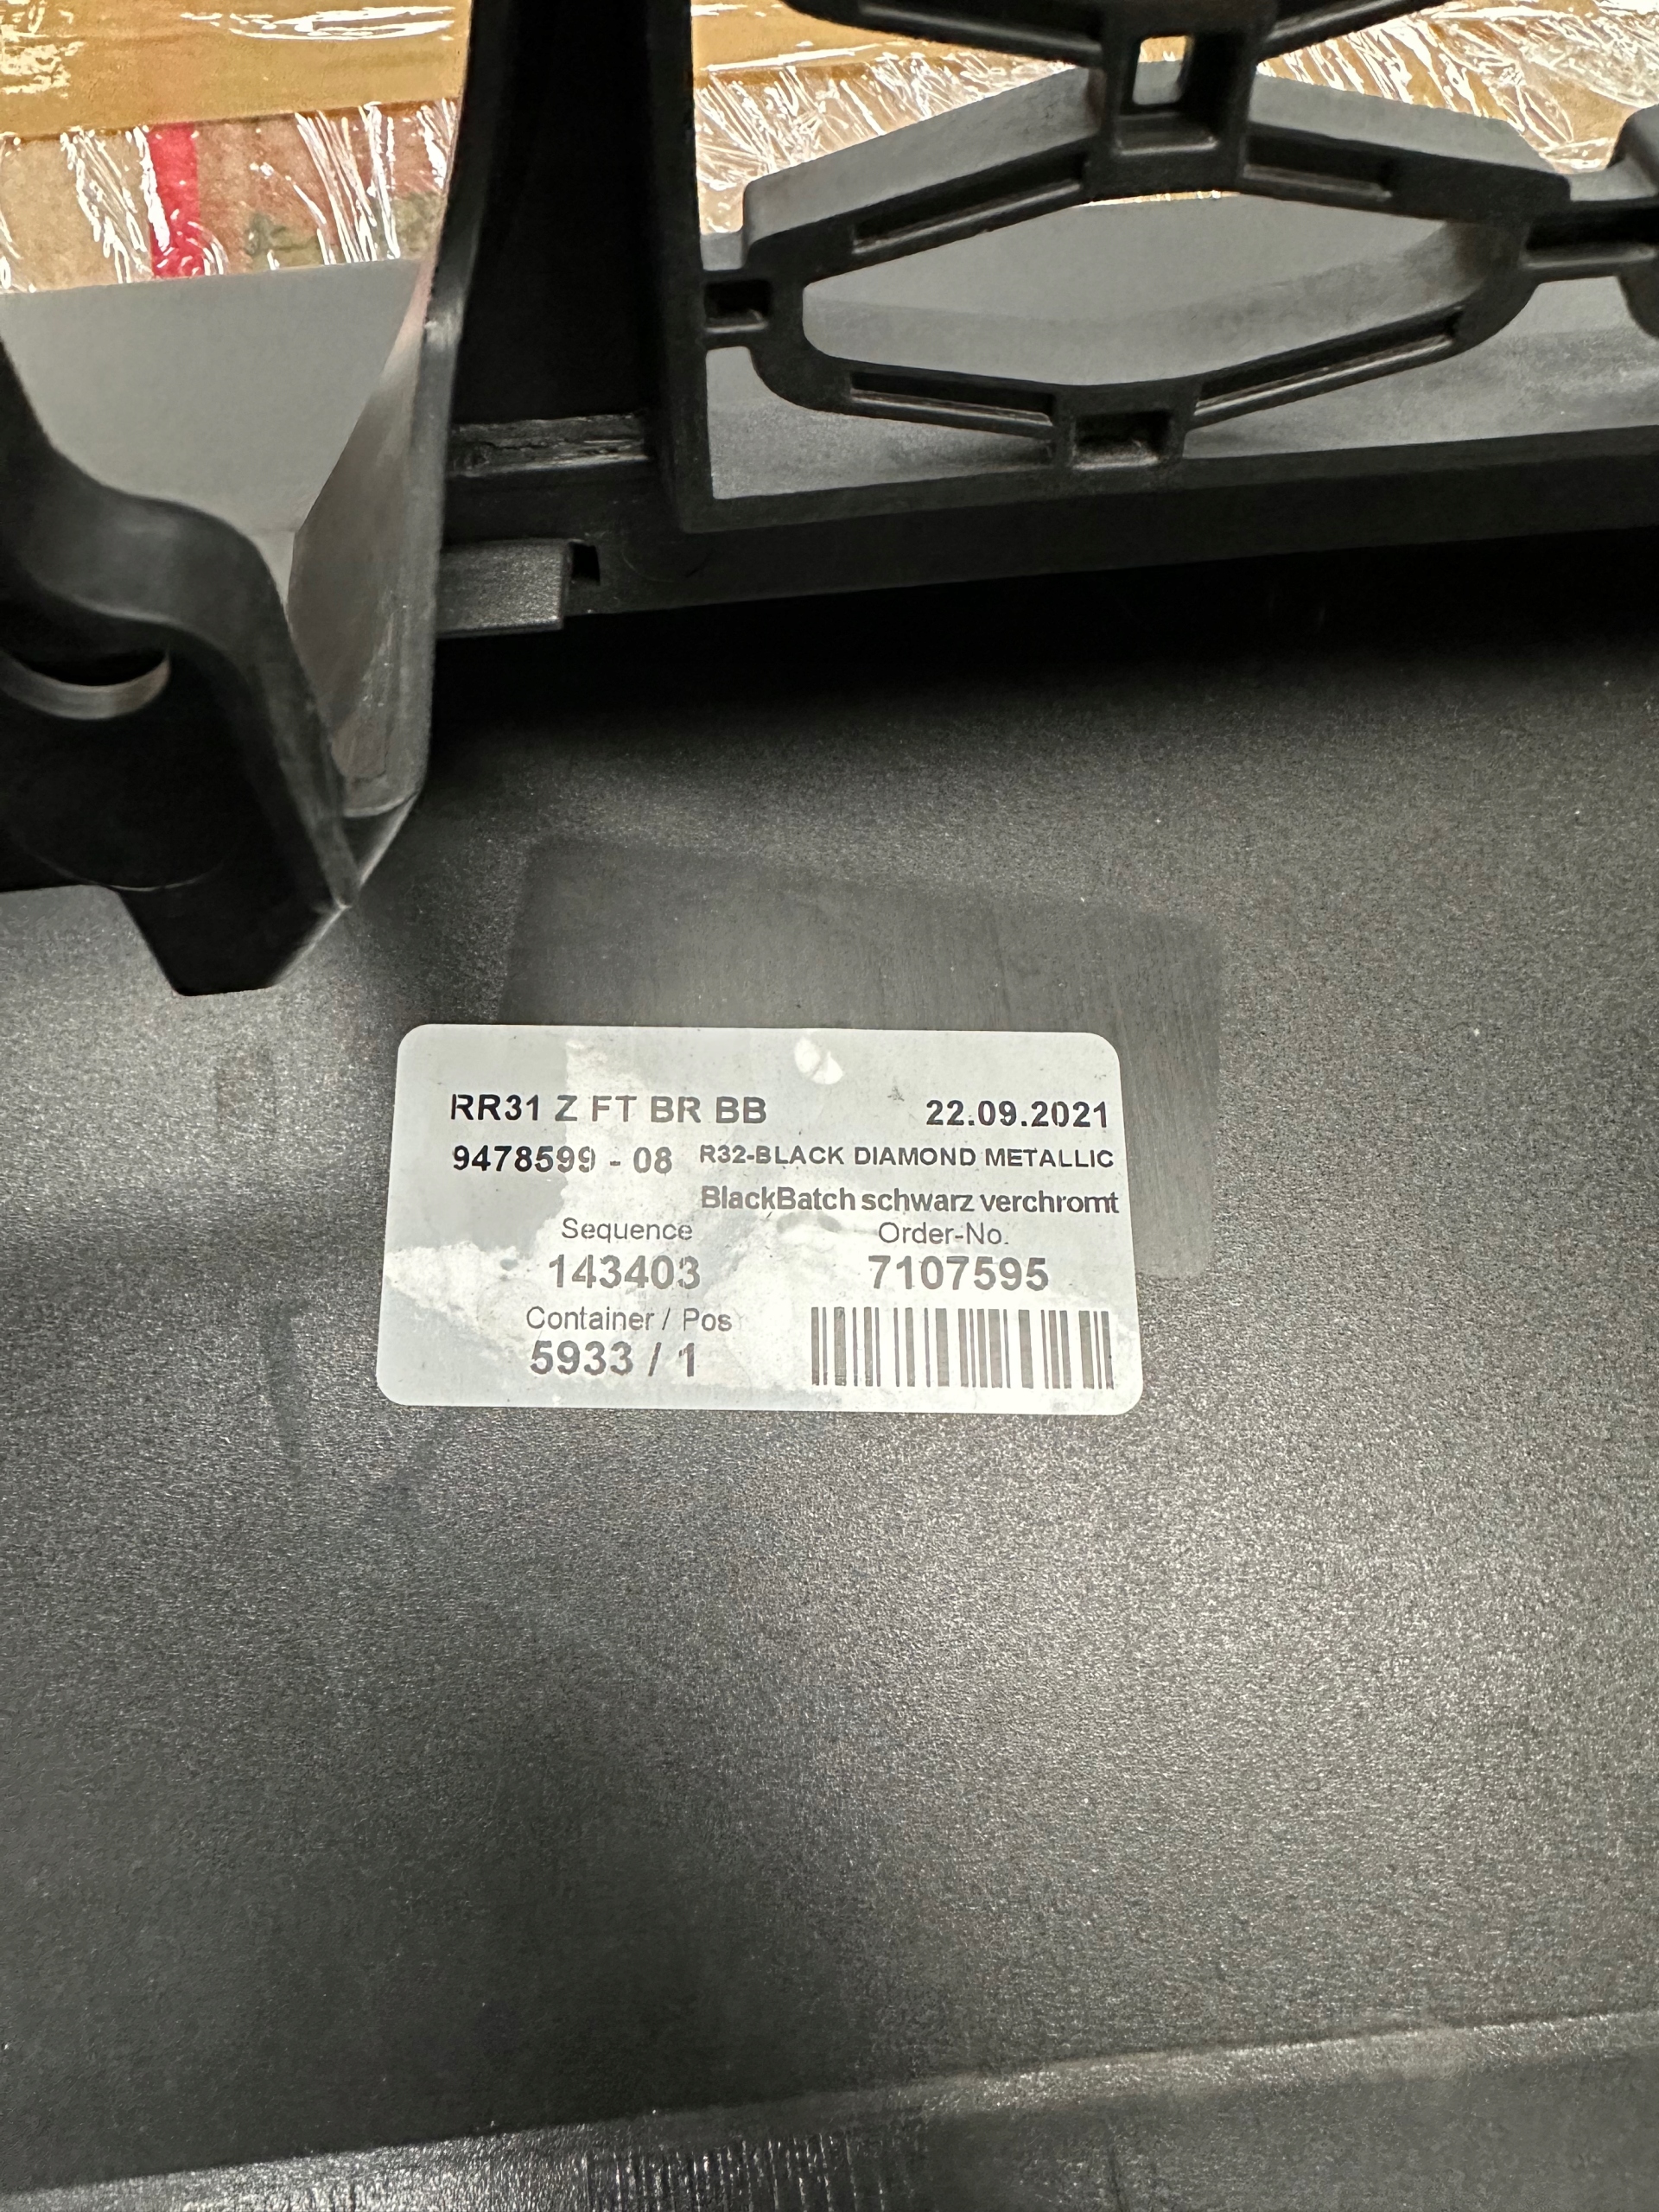 RR31 Z FT BR BB 22.09.2021
9478599 - 08 R32-BLACK DIAMOND METALLIC
BlackBatch schwarz verchromt
Sequence Order-No.
143403 7107595
Container / Pos
5933 / 1